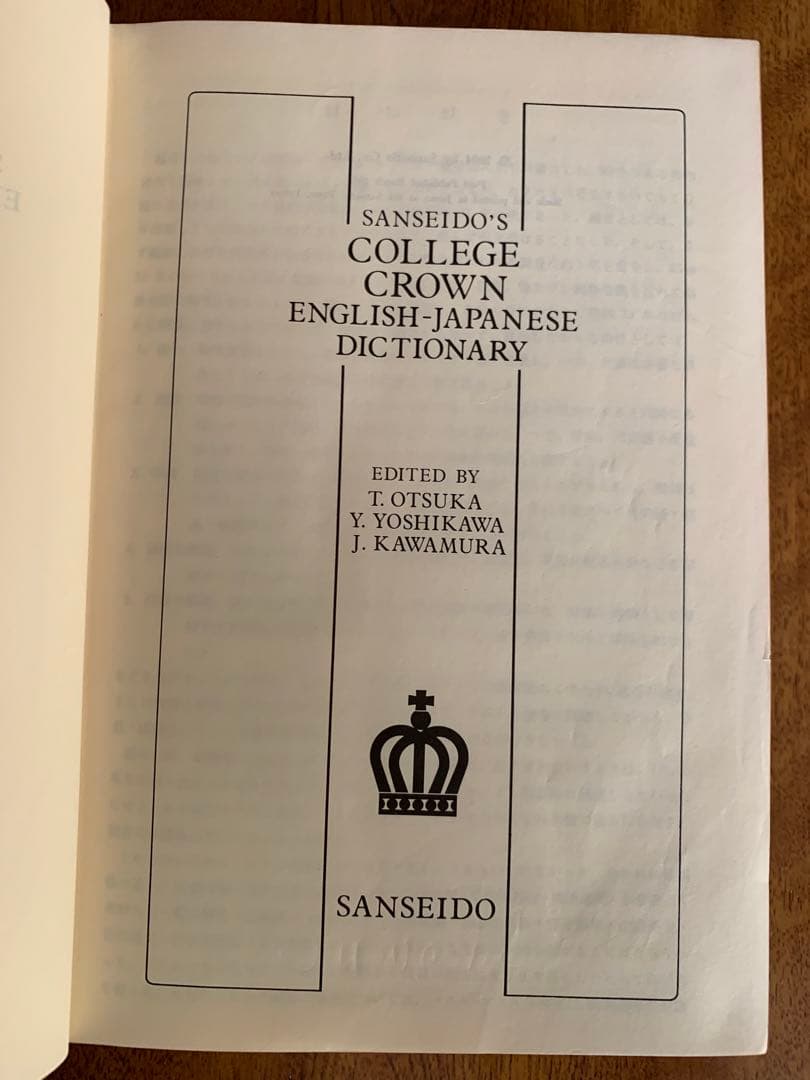 SANSEIDO'S
COLLEGE
CROWN
ENGLISH-JAPANESE
DICTIONARY
EDITED BY
T. OTSUKA
Y. YOSHIKAWA
J. KAWAMURA
SANSEIDO